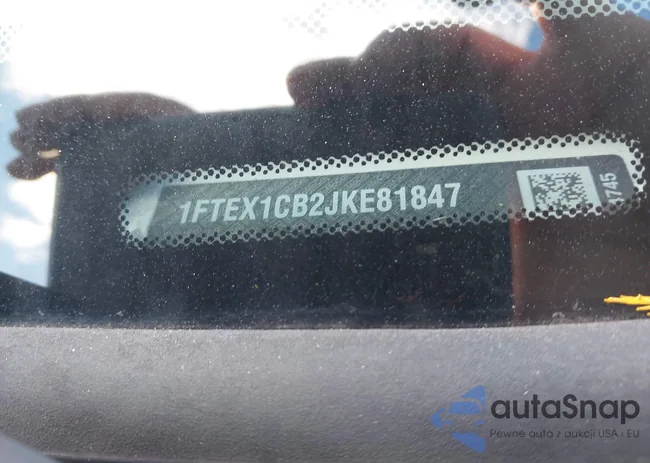 1FTEX1CB2JKE81847
1745
autaSnap
Pewne auta z aukcji USA i EU